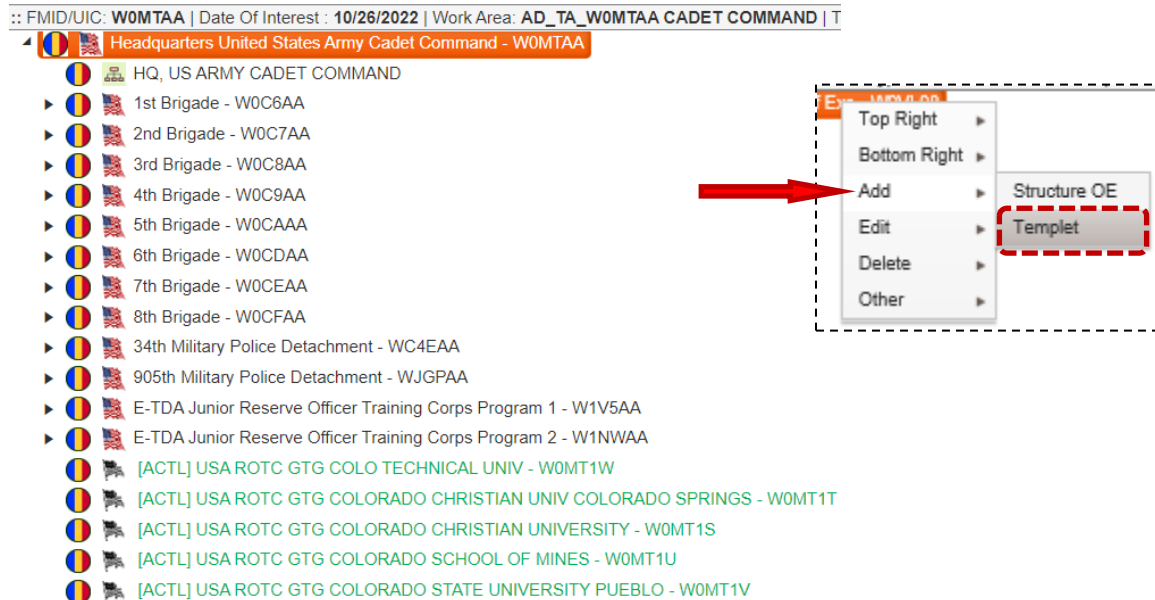 :: FMID/UIC: W0MTAA | Date Of Interest : 10/26/2022 | Work Area: AD_TA_W0MTAA CADET COMMAND | T
Headquarters United States Army Cadet Command - W0MTAA
HQ, US ARMY CADET COMMAND
1st Brigade - W0C6AA
2nd Brigade - W0C7AA
3rd Brigade - W0C8AA
4th Brigade - W0C9AA
5th Brigade - W0CAAA
6th Brigade - W0CDAA
7th Brigade - W0CEAA
8th Brigade - W0CFAA
34th Military Police Detachment - WC4EAA
905th Military Police Detachment - WJGPAA
E-TDA Junior Reserve Officer Training Corps Program 1 - W1V5AA
E-TDA Junior Reserve Officer Training Corps Program 2 - W1NWAA
[ACTL] USA ROTC GTG COLO TECHNICAL UNIV - W0MT1W
[ACTL] USA ROTC GTG COLORADO CHRISTIAN UNIV COLORADO SPRINGS - W0MT1T
[ACTL] USA ROTC GTG COLORADO CHRISTIAN UNIVERSITY - W0MT1S
[ACTL] USA ROTC GTG COLORADO SCHOOL OF MINES - W0MT1U
[ACTL] USA ROTC GTG COLORADO STATE UNIVERSITY PUEBLO - W0MT1V
Top Right
Bottom Right
Add
Edit
Delete
Other
Structure OE
Templet